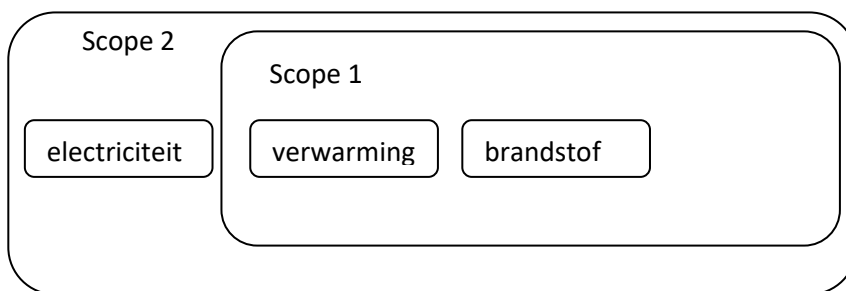 Scope 2
Scope 1
electriciteit
verwarming
brandstof